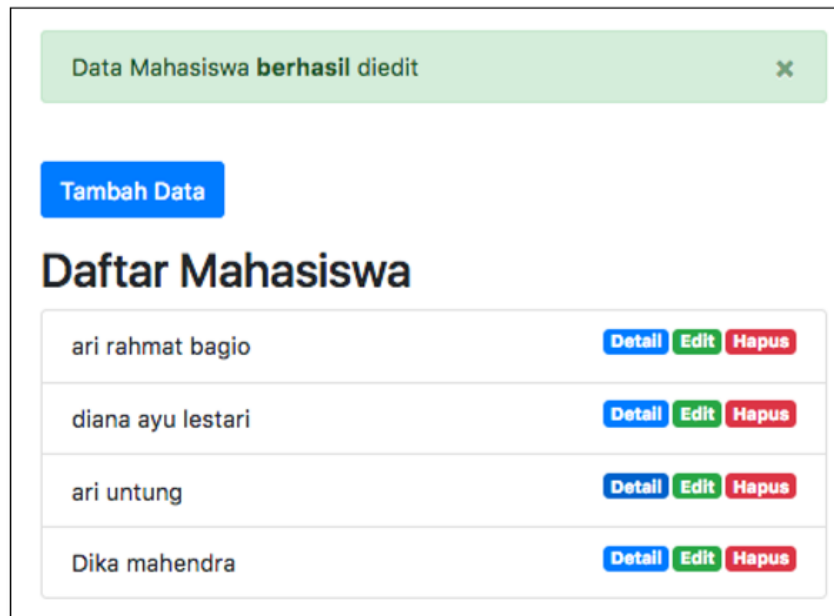 Data Mahasiswa berhasil diedit ×
Tambah Data
Daftar Mahasiswa
ari rahmat bagio Detail Edit Hapus
diana ayu lestari Detail Edit Hapus
ari untung Detail Edit Hapus
Dika mahendra Detail Edit Hapus